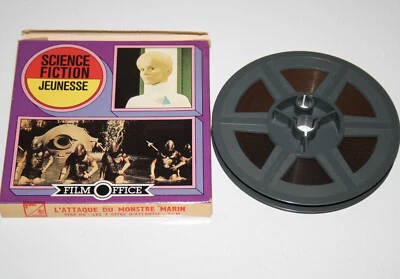 SCIENCE
FICTION
JEUNESSE
FILM OFFICE
L'ATTAQUE DU MONSTRE MARIN